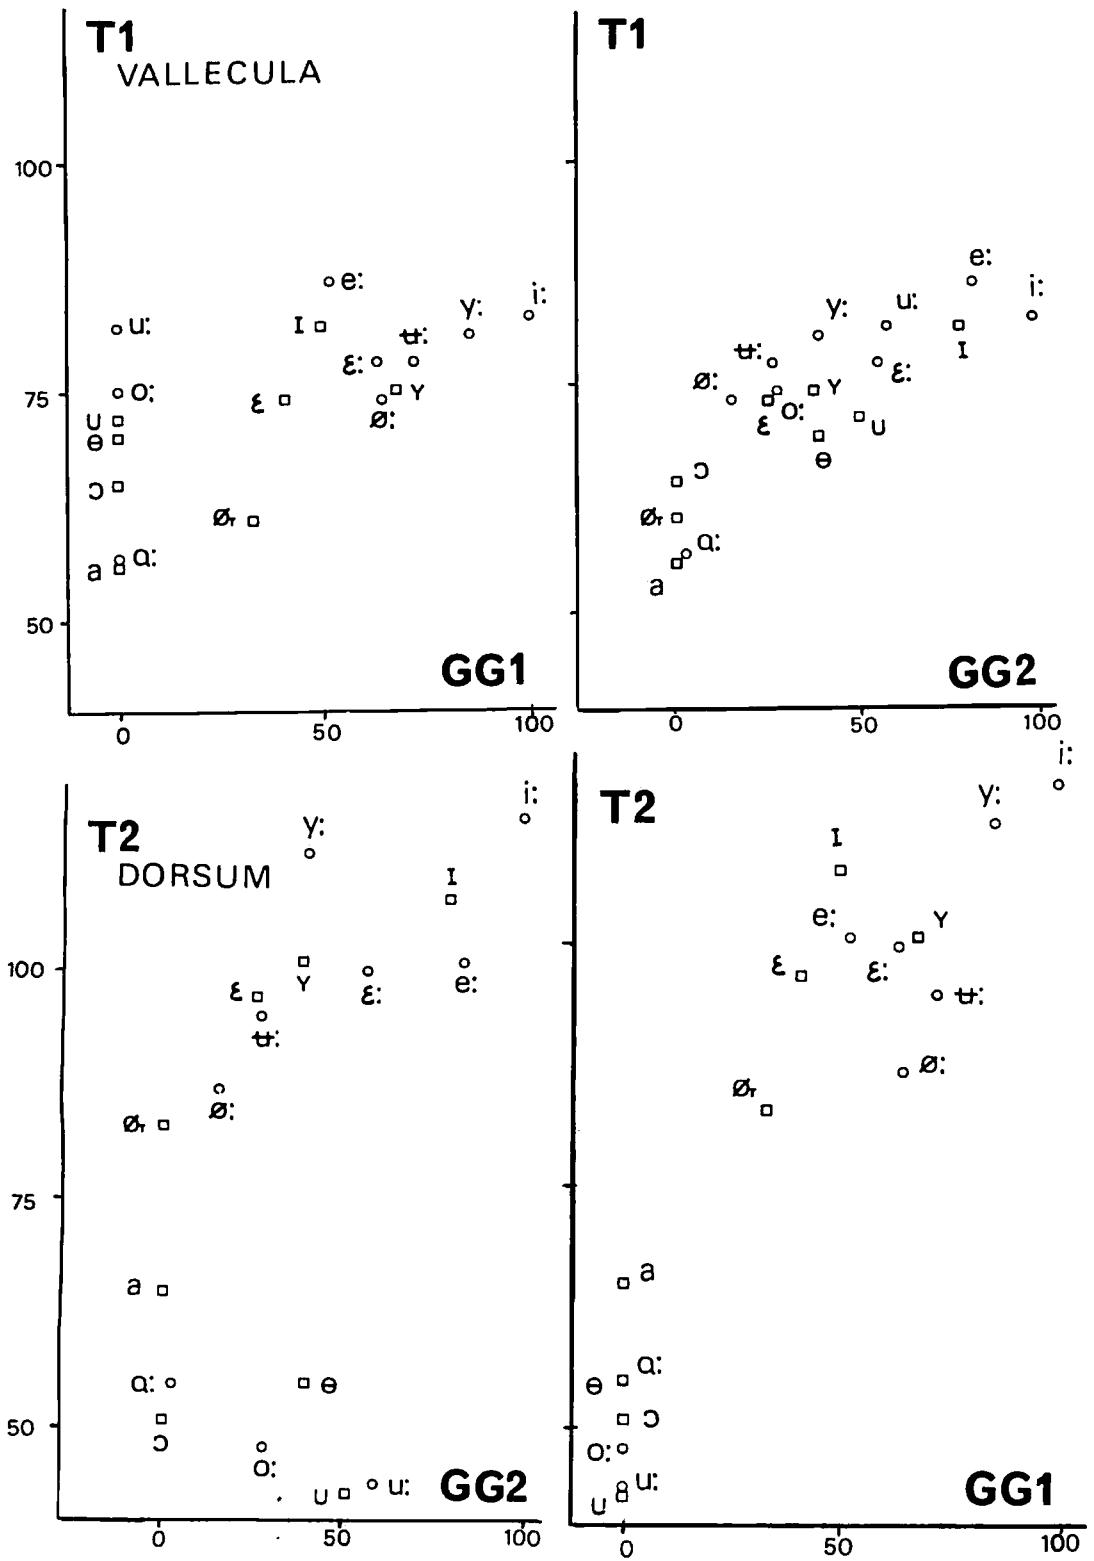 T1
VALLECULA
100
75
50
e:
i:
u:
I
y:
ʉ:
ɛ:
o:
ɛ
Y
ø:
U
ɵ
ɔ
ør
ɑ:
a
GG1
0
50
100
T1
e:
i:
u:
y:
I
ʉ:
ɛ:
ø:
Y
o:
ɛ
U
ɵ
ɔ
ør
ɑ:
a
GG2
0
50
100
T2
DORSUM
100
75
50
i:
y:
I
ɛ
Y
ɛ:
e:
ʉ:
ø:
ør
a
ɑ:
ɵ
ɔ
o:
U
u:
GG2
0
50
100
T2
i:
y:
I
e:
Y
ɛ
ɛ:
ʉ:
ø:
ør
a
ɑ:
ɵ
ɔ
o:
u:
U
GG1
0
50
100